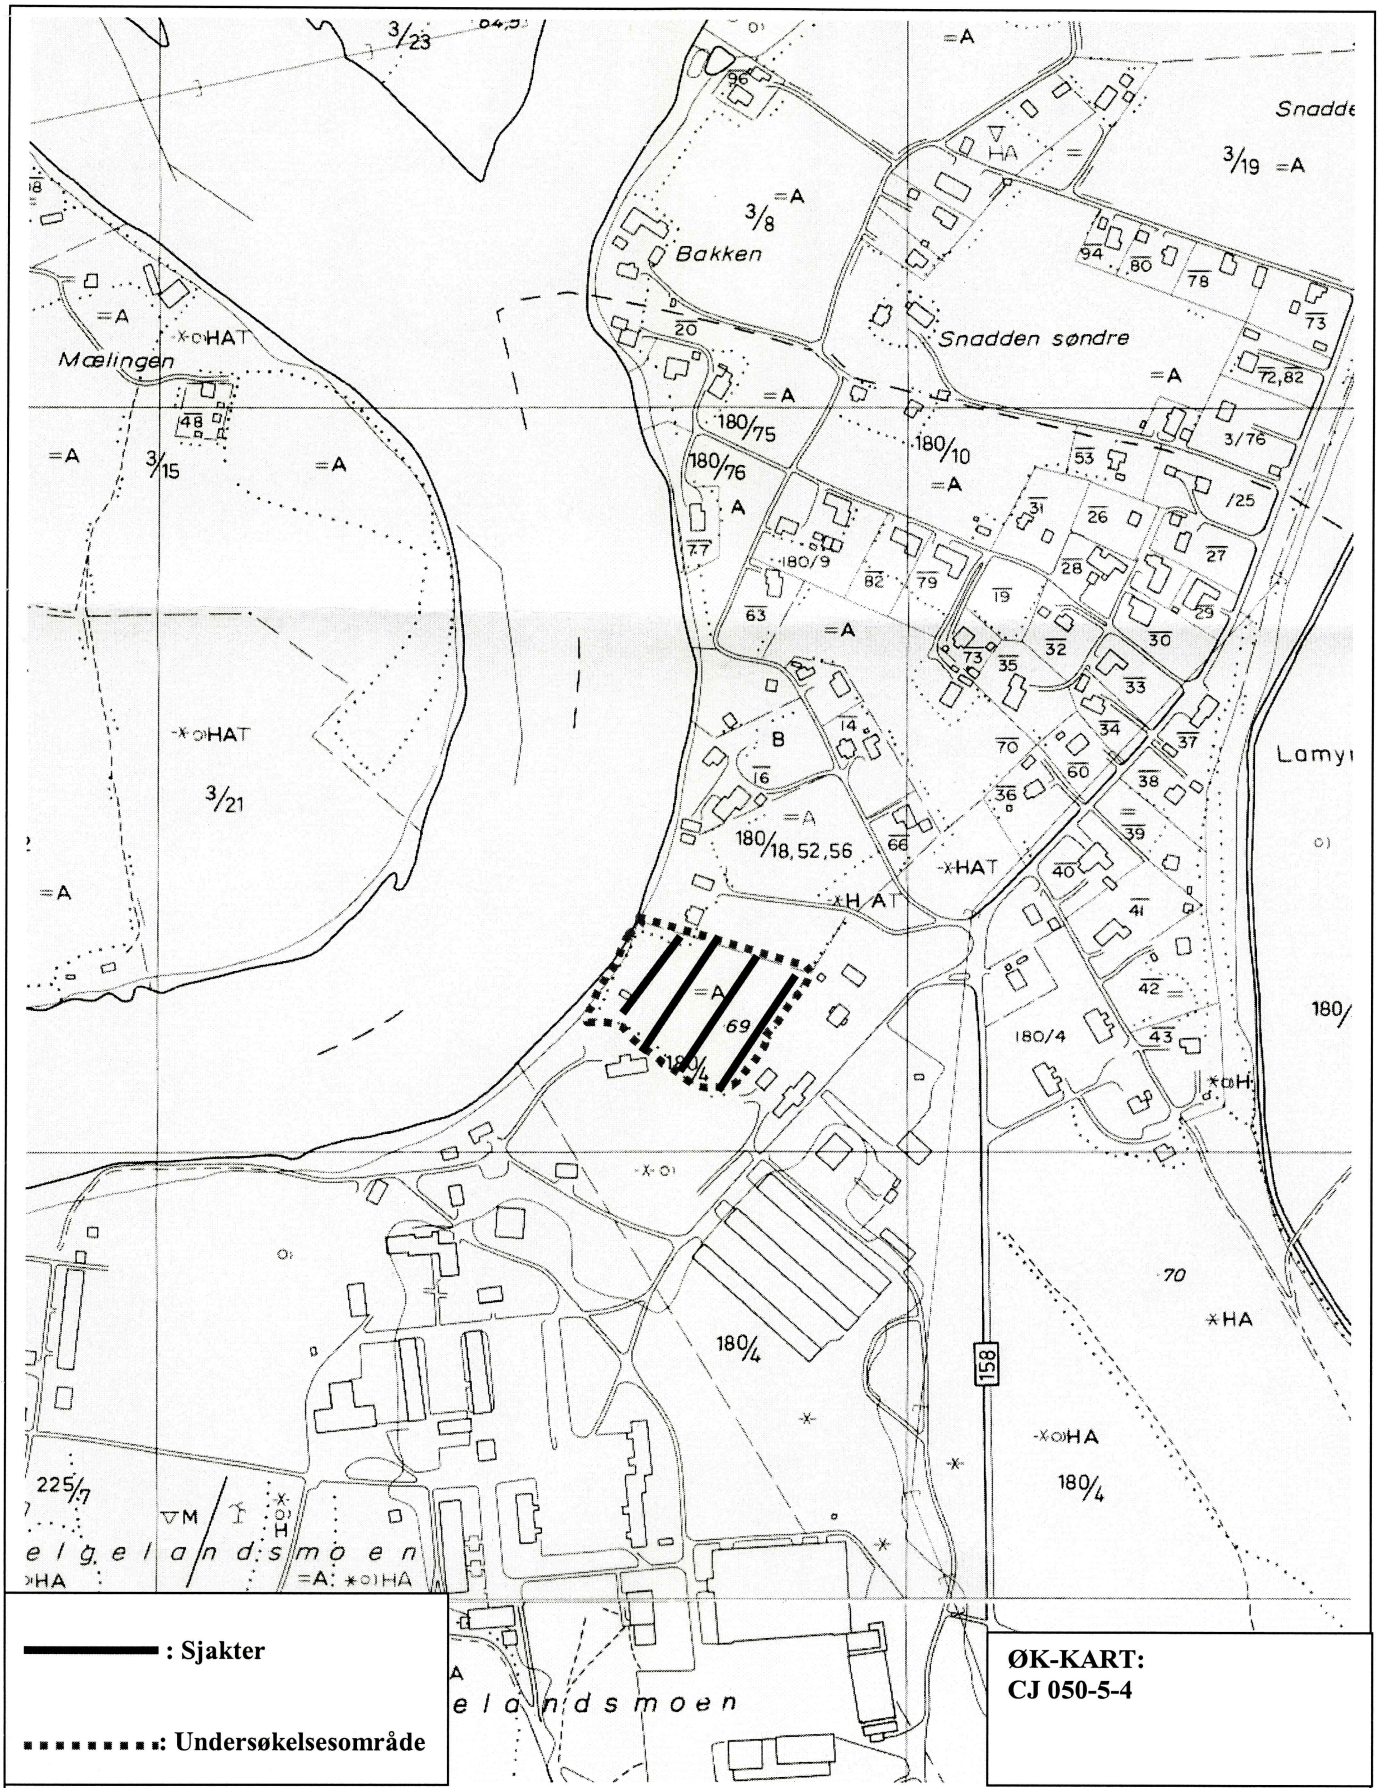 3/23
96
=A
Snadde
HA
3/19 =A
=A
3/8
Bakken
94
80
78
=A
HAT
20
73
Mælingen
Snadden søndre
72,82
=A
=A
48
180/75
3/76
=A
3/15
=A
180/76
180/10
53
=A
A
/25
31
26
77
27
180/9
28
82
79
19
29
63
30
=A
32
73
35
33
14
34
HAT
B
37
70
3/21
16
60
38
36
=
=A
39
180/18,52,56
66
=A
HAT
40
HAT
41
=A
42
=
180/
69
180/4
43
180/4
H
70
HA
180/4
158
HA
180/4
225/7
M
H
elgelandsmoen
HA
=A
HA
: Sjakter
A
elandsmoen
: Undersøkelsesområde
ØK-KART:
CJ 050-5-4